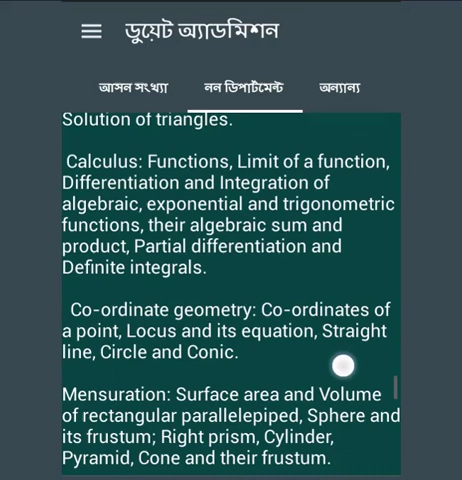 ডুয়েট অ্যাডমিশন
আসন সংখ্যা নন ডিপার্টমেন্ট অন্যান্য
Solution of triangles.
Calculus: Functions, Limit of a function,
Differentiation and Integration of
algebraic, exponential and trigonometric
functions, their algebraic sum and
product, Partial differentiation and
Definite integrals.
Co-ordinate geometry: Co-ordinates of
a point, Locus and its equation, Straight
line, Circle and Conic.
Mensuration: Surface area and Volume
of rectangular parallelepiped, Sphere and
its frustum; Right prism, Cylinder,
Pyramid, Cone and their frustum.